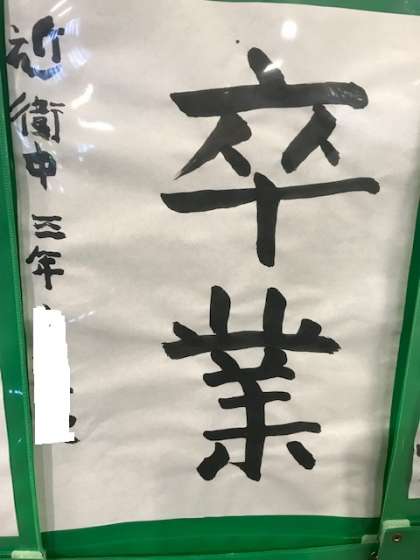 卒業
近衛中 三年